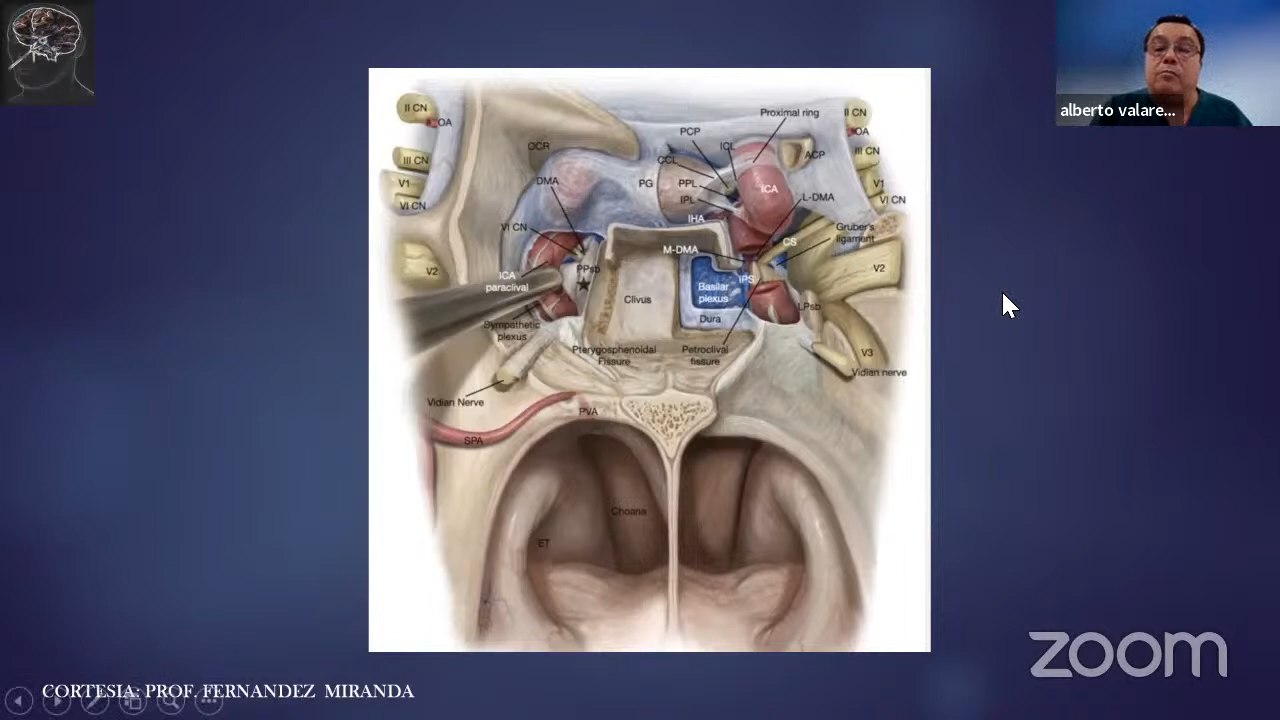 alberto valare...
II CN
OA
III CN
V1
VI CN
V2
OCR
DMA
VI CN
ICA
paraclival
Sympathetic
plexus
Vidian Nerve
SPA
PVA
PPsb
PG
CCL
PCP
PPL
IPL
IHA
ICL
Proximal ring
ACP
ICA
L-DMA
M-DMA
CS
Gruber's
ligament
IPS
Clivus
Basilar
plexus
Dura
Pterygosphenoidal
Fissure
Petroclival
fissure
LPsb
II CN
OA
III CN
V1
VI CN
V2
V3
Vidian nerve
Choana
ET
zoom
CORTESIA: PROF. FERNANDEZ MIRANDA